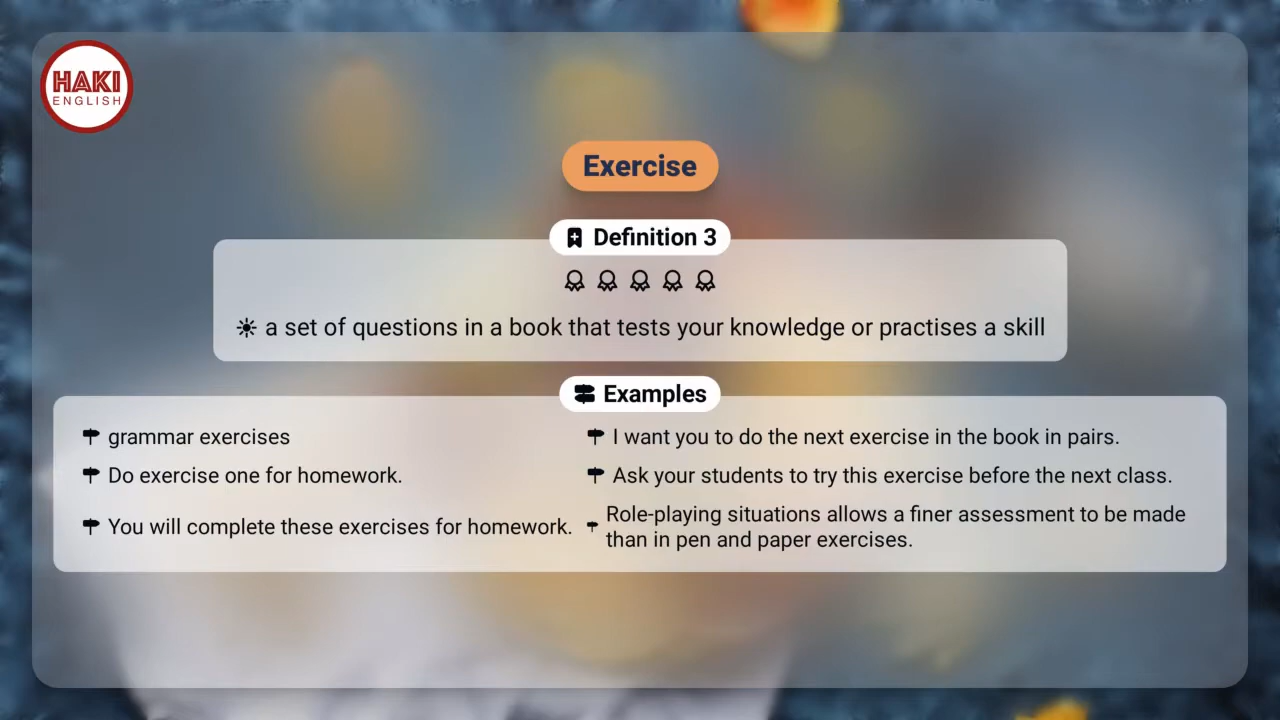 HAKI
ENGLISH
Exercise
Definition 3
a set of questions in a book that tests your knowledge or practises a skill
Examples
grammar exercises
Do exercise one for homework.
You will complete these exercises for homework.
I want you to do the next exercise in the book in pairs.
Ask your students to try this exercise before the next class.
Role-playing situations allows a finer assessment to be made
than in pen and paper exercises.